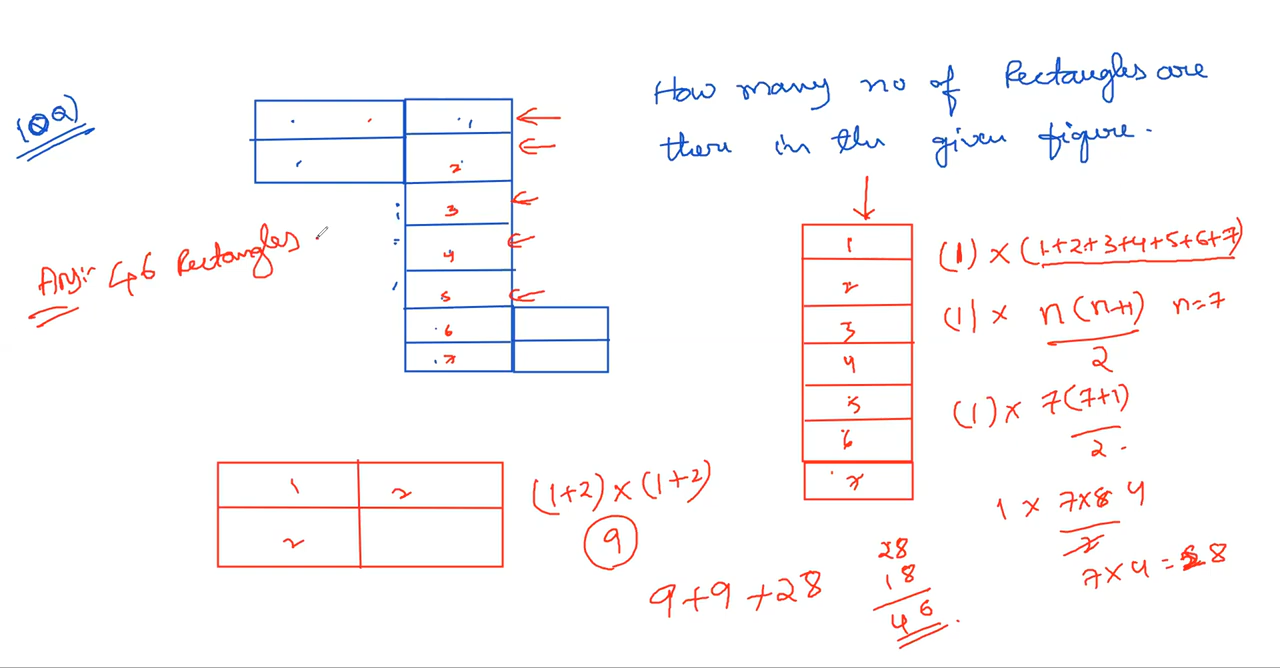 10Q)
How many no of Rectangles are
there in the given figure.
1
2
3
4
5
6
7
Ans:- 46 Rectangles
1
2
3
4
5
6
7
(1) × (1+2+3+4+5+6+7)
(1) × n(n+1) n=7
2
(1) × 7(7+1)
2
1 × 7×8 4
2
7×4 = 28
1 2
2
(1+2) × (1+2)
9
9+9+28
28
18
46